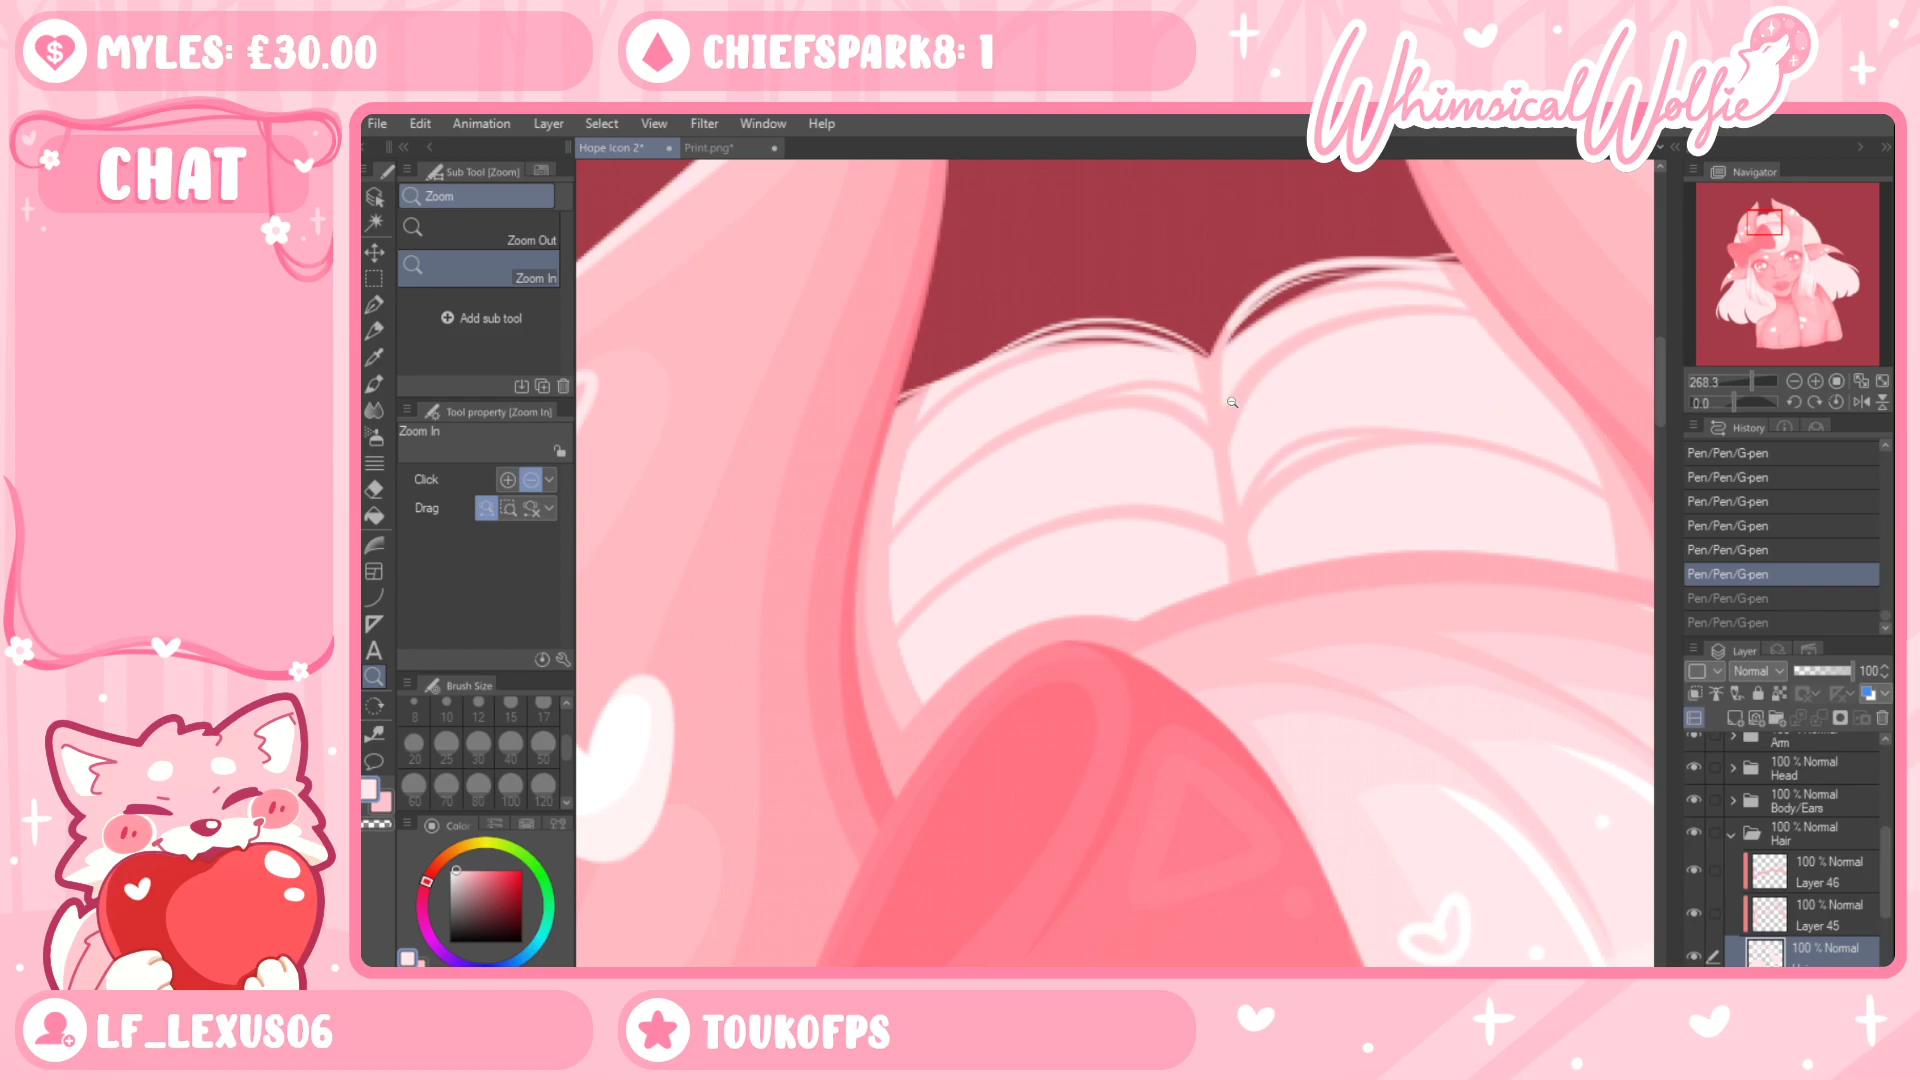 MYLES: £30.00
CHIEFSPARK8: 1
WhimsicalWolfie
CHAT
File Edit Animation Layer Select View Filter Window Help
Hope Icon 2*
Print.png*
Sub Tool [Zoom]
Zoom
Zoom Out
Zoom In
Add sub tool
Tool property [Zoom In]
Zoom In
Click
Drag
Brush Size
8 10 12 15 17
20 25 30 40 50
60 70 80 100 120
Color
Navigator
268.3
0.0
History
Pen/Pen/G-pen
Pen/Pen/G-pen
Pen/Pen/G-pen
Pen/Pen/G-pen
Pen/Pen/G-pen
Pen/Pen/G-pen
Pen/Pen/G-pen
Pen/Pen/G-pen
Layer
Normal 100
Arm
100 % Normal
Head
100 % Normal
Body/Ears
100 % Normal
Hair
100 % Normal
Layer 46
100 % Normal
Layer 45
100 % Normal
LF_LEXUS06
TOUKOFPS